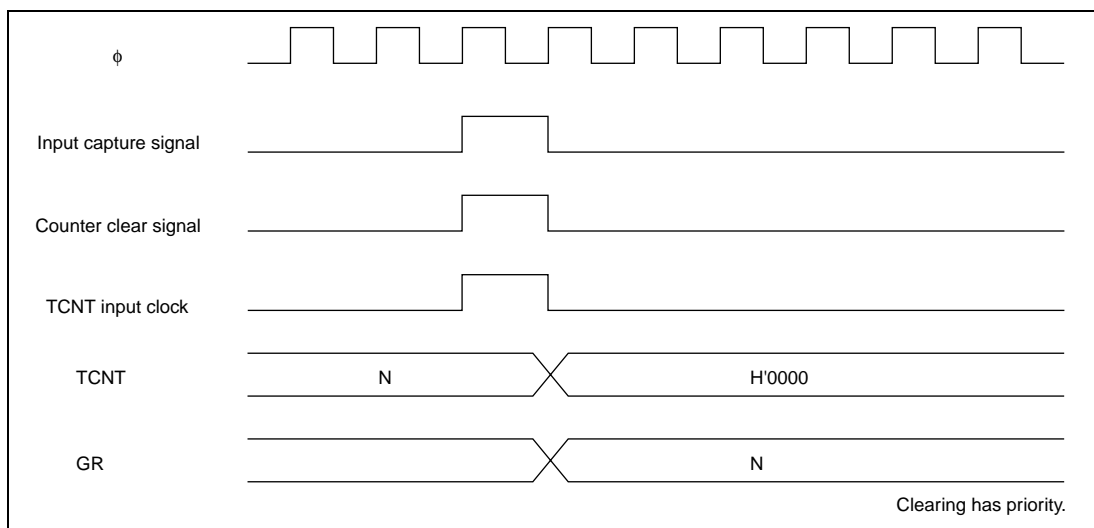 ϕ
Input capture signal
Counter clear signal
TCNT input clock
TCNT N H'0000
GR N
Clearing has priority.